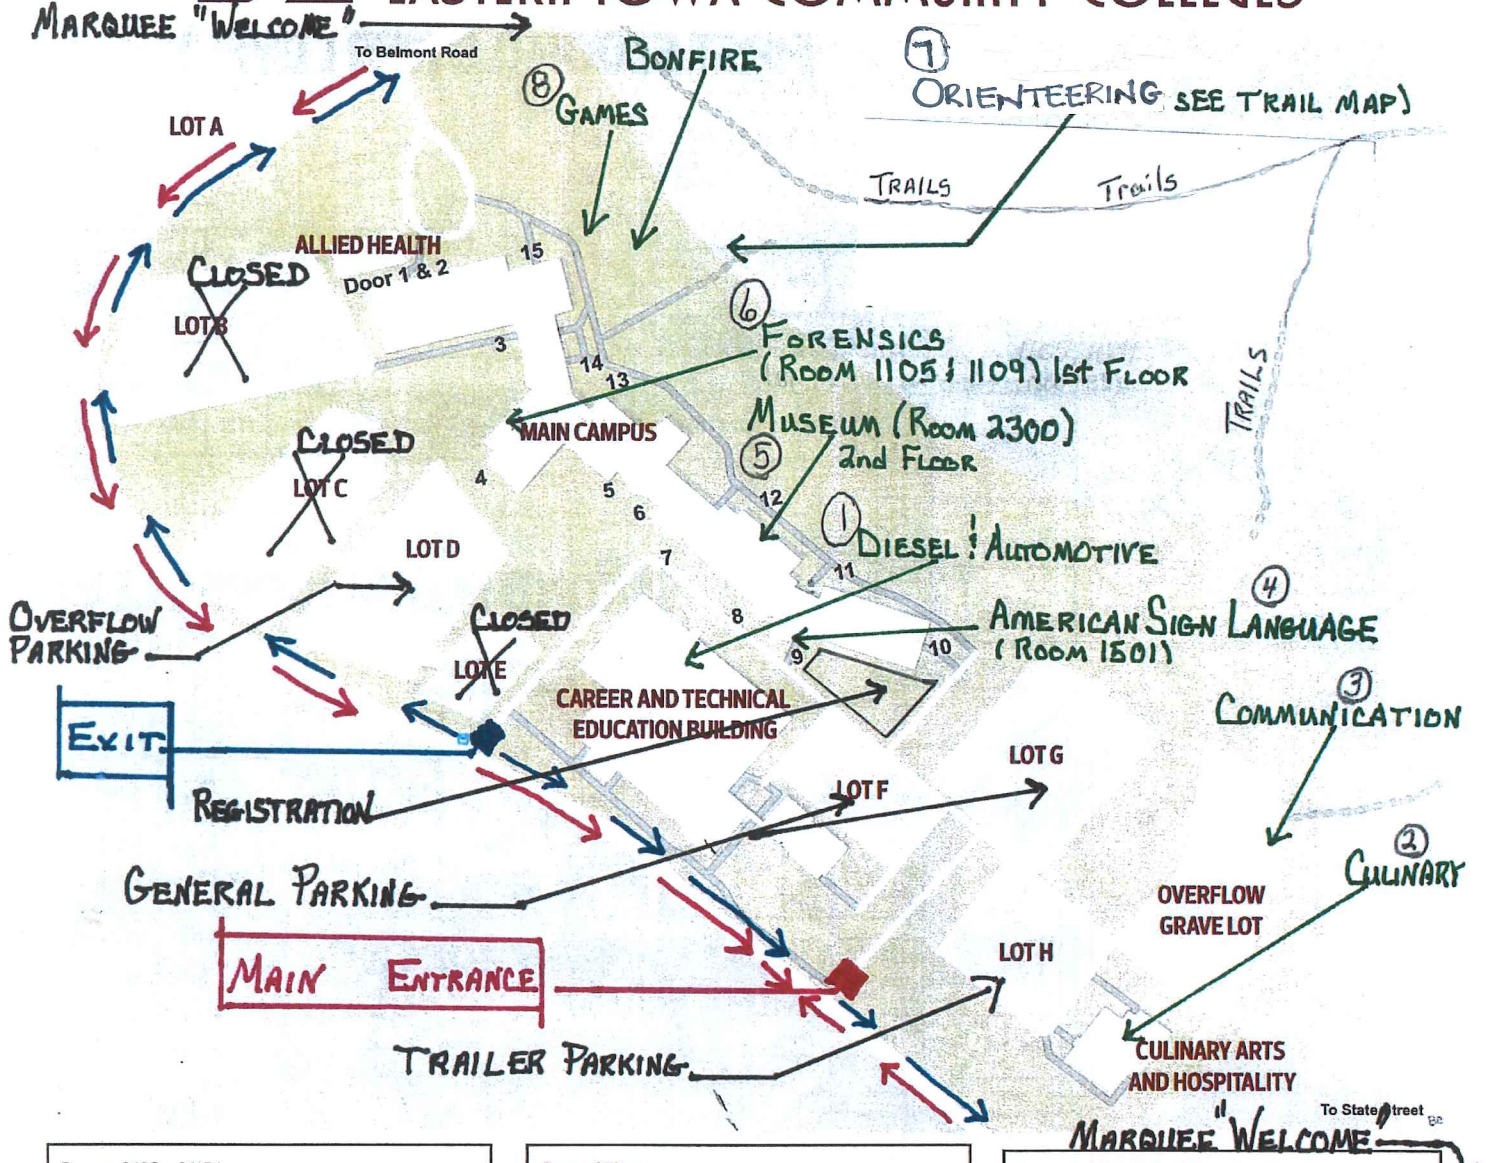 EASTERN IOWA COMMUNITY COLLEGES
MARQUEE "WELCOME"
To Belmont Road
BONFIRE
7
8
ORIENTEERING SEE TRAIL MAP)
GAMES
LOT A
TRAILS
Trails
ALLIED HEALTH
15
CLOSED
Door 1 & 2
LOT B
6
FORENSICS
3
(ROOM 1105 & 1109) 1st FLOOR
14
13
TRAILS
MUSEUM (ROOM 2300)
MAIN CAMPUS
CLOSED
5
2nd FLOOR
4
LOT C
5
12
6
1
LOT D
DIESEL & AUTOMOTIVE
7
11
4
OVERFLOW
PARKING
CLOSED
8
AMERICAN SIGN LANGUAGE
(ROOM 1501)
10
9
LOT E
3
CAREER AND TECHNICAL
EDUCATION BUILDING
COMMUNICATION
EXIT
LOT G
REGISTRATION
LOT F
2
GENERAL PARKING
CULINARY
OVERFLOW
GRAVE LOT
LOT H
MAIN ENTRANCE
TRAILER PARKING
CULINARY ARTS
AND HOSPITALITY
To State Street
MARQUEE "WELCOME"